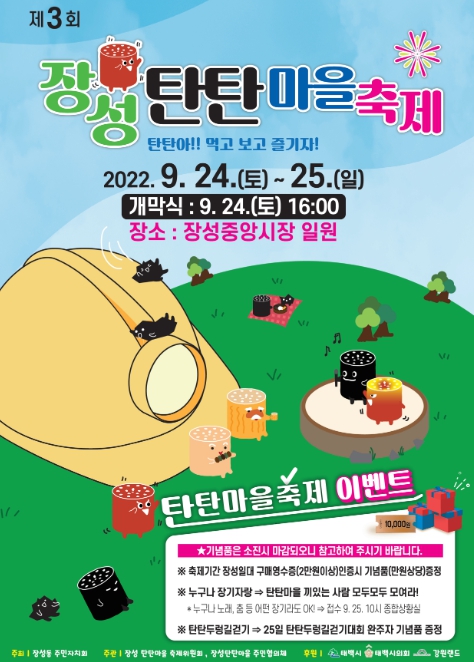 제3회
장성 탄탄 마을축제
탄탄아!! 먹고 보고 즐기자!
2022. 9. 24.(토) ~ 25.(일)
개막식 : 9. 24.(토) 16:00
장소 : 장성중앙시장 일원
탄탄마을축제 이벤트
10,000원
★기념품은 소진시 마감되오니 참고하여 주시기 바랍니다.
※ 축제기간 장성일대 구매영수증(2만원이상)인증시 기념품(만원상당)증정
※ 누구나 장기자랑 ⇒ 탄탄마을 끼있는 사람 모두모두 모여라!
* 누구나 노래, 춤 등 어떤 장기라도 OK! ⇒ 접수 9. 25. 10시 종합상황실
※ 탄탄두렁길걷기 ⇒ 25일 탄탄두렁길걷기대회 완주자 기념품 증정
주최 | 장성동 주민자치회 주관 | 장성 탄탄마을 축제위원회, 장성탄탄마을 주민협의체 후원 | 태백시 태백시의회 강원랜드